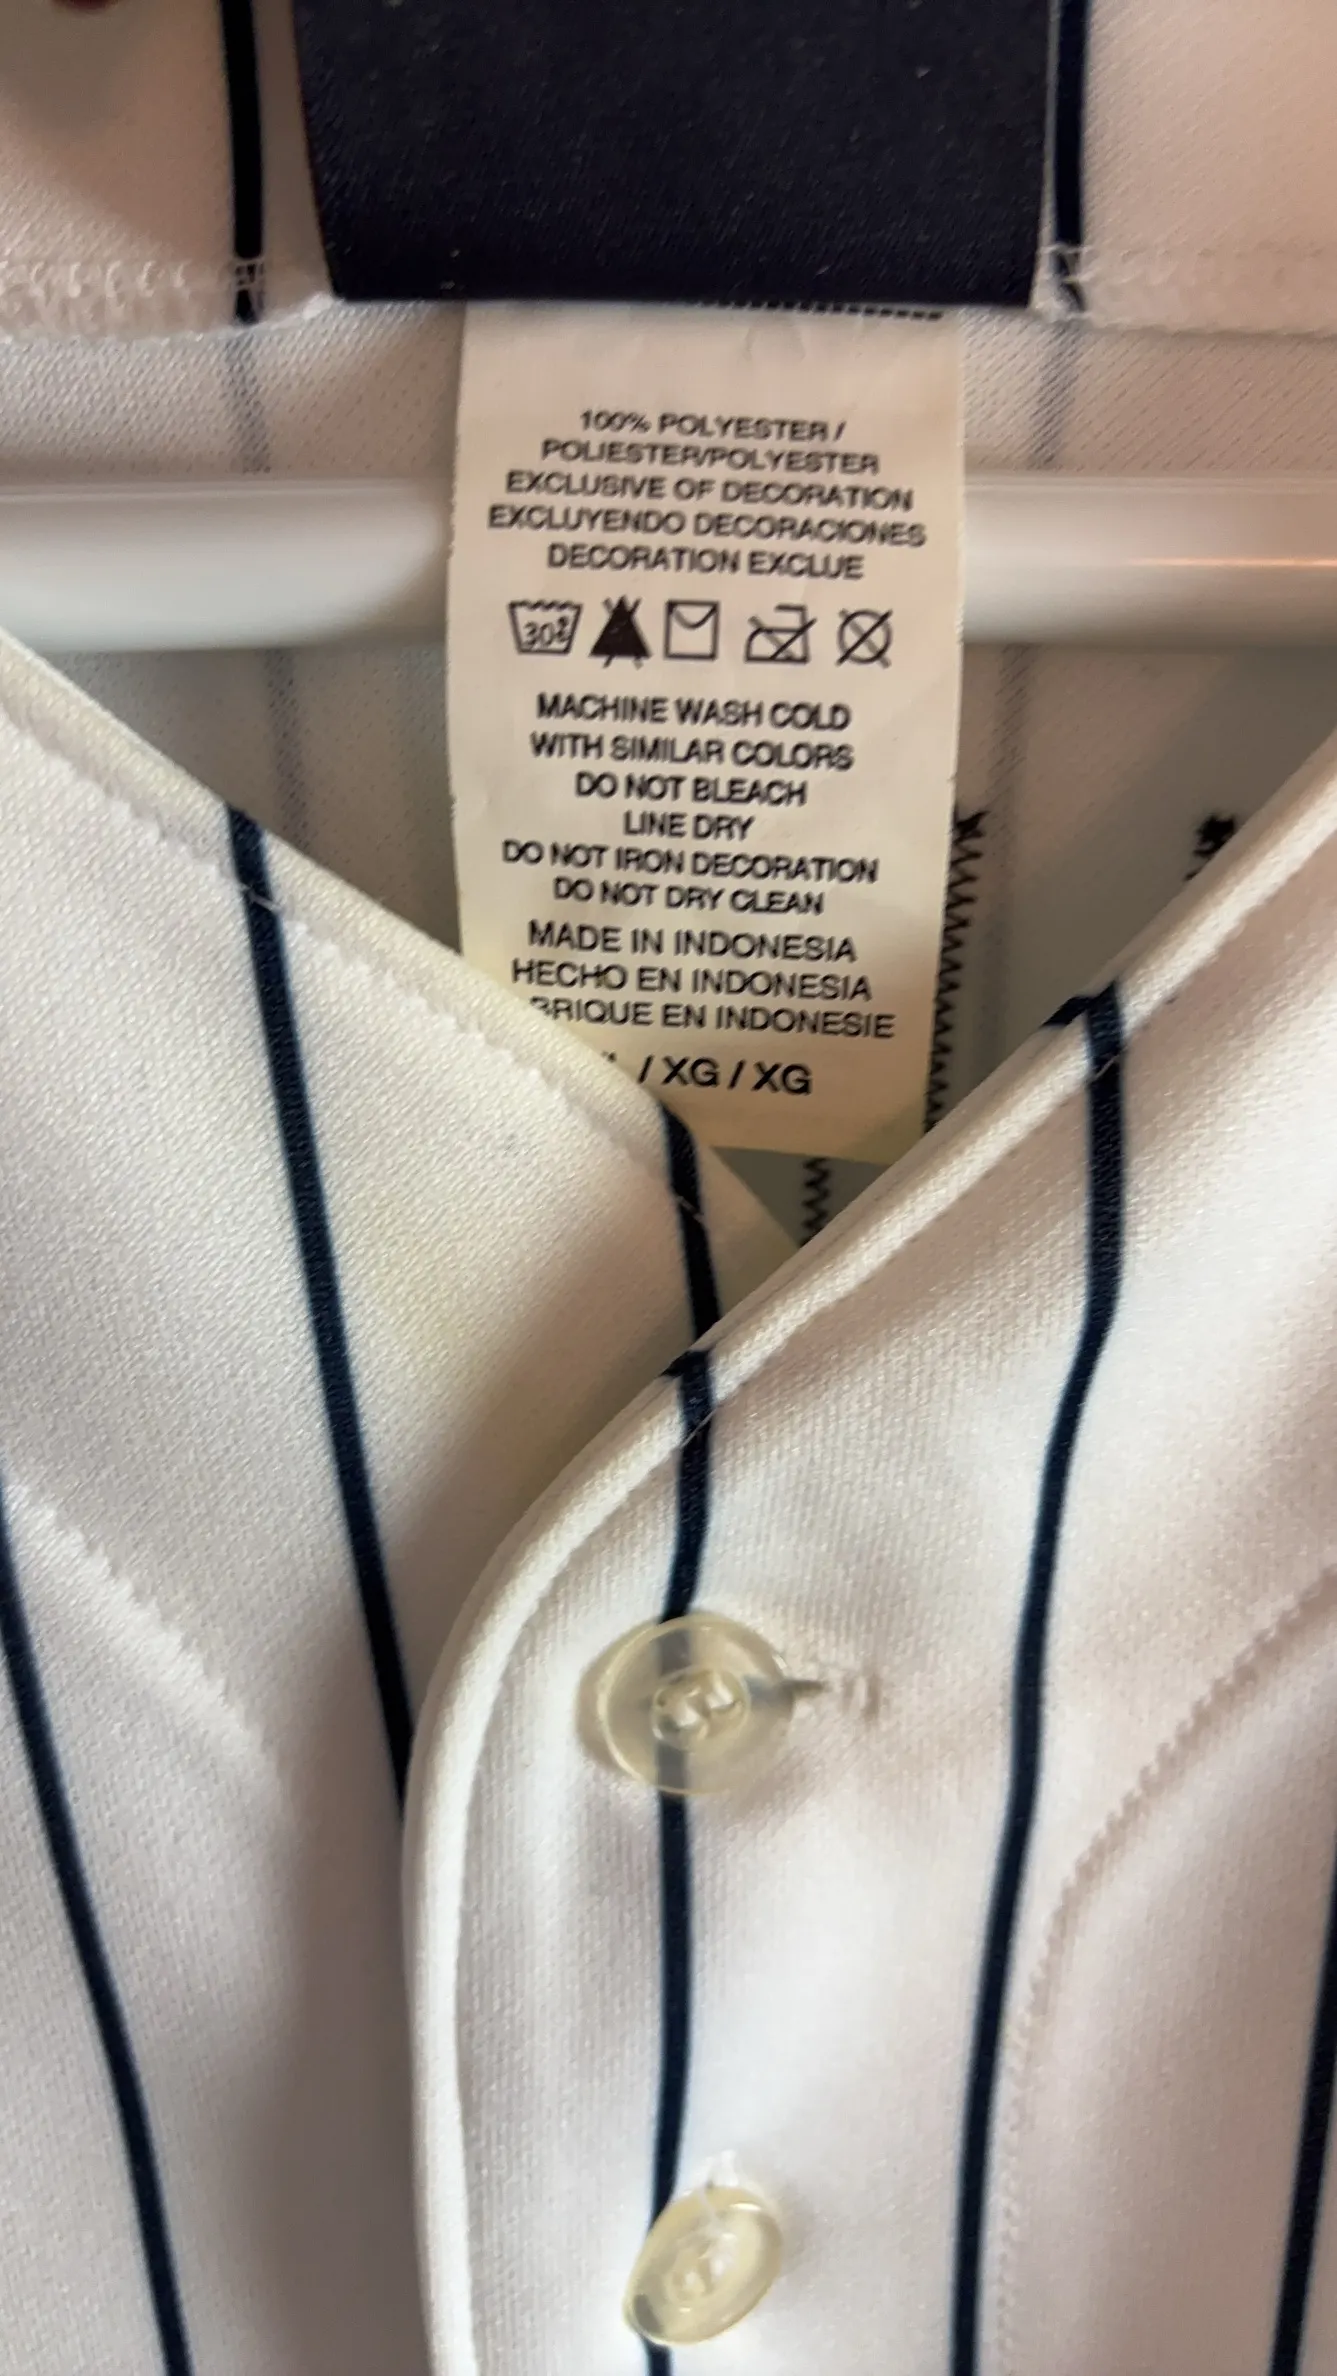 100% POLYESTER /
POLIESTER/POLYESTER
EXCLUSIVE OF DECORATION
EXCLUYENDO DECORACIONES
DECORATION EXCLUE
30°c
MACHINE WASH COLD
WITH SIMILAR COLORS
DO NOT BLEACH
LINE DRY
DO NOT IRON DECORATION
DO NOT DRY CLEAN
MADE IN INDONESIA
HECHO EN INDONESIA
BRIQUE EN INDONESIE
/ XG / XG